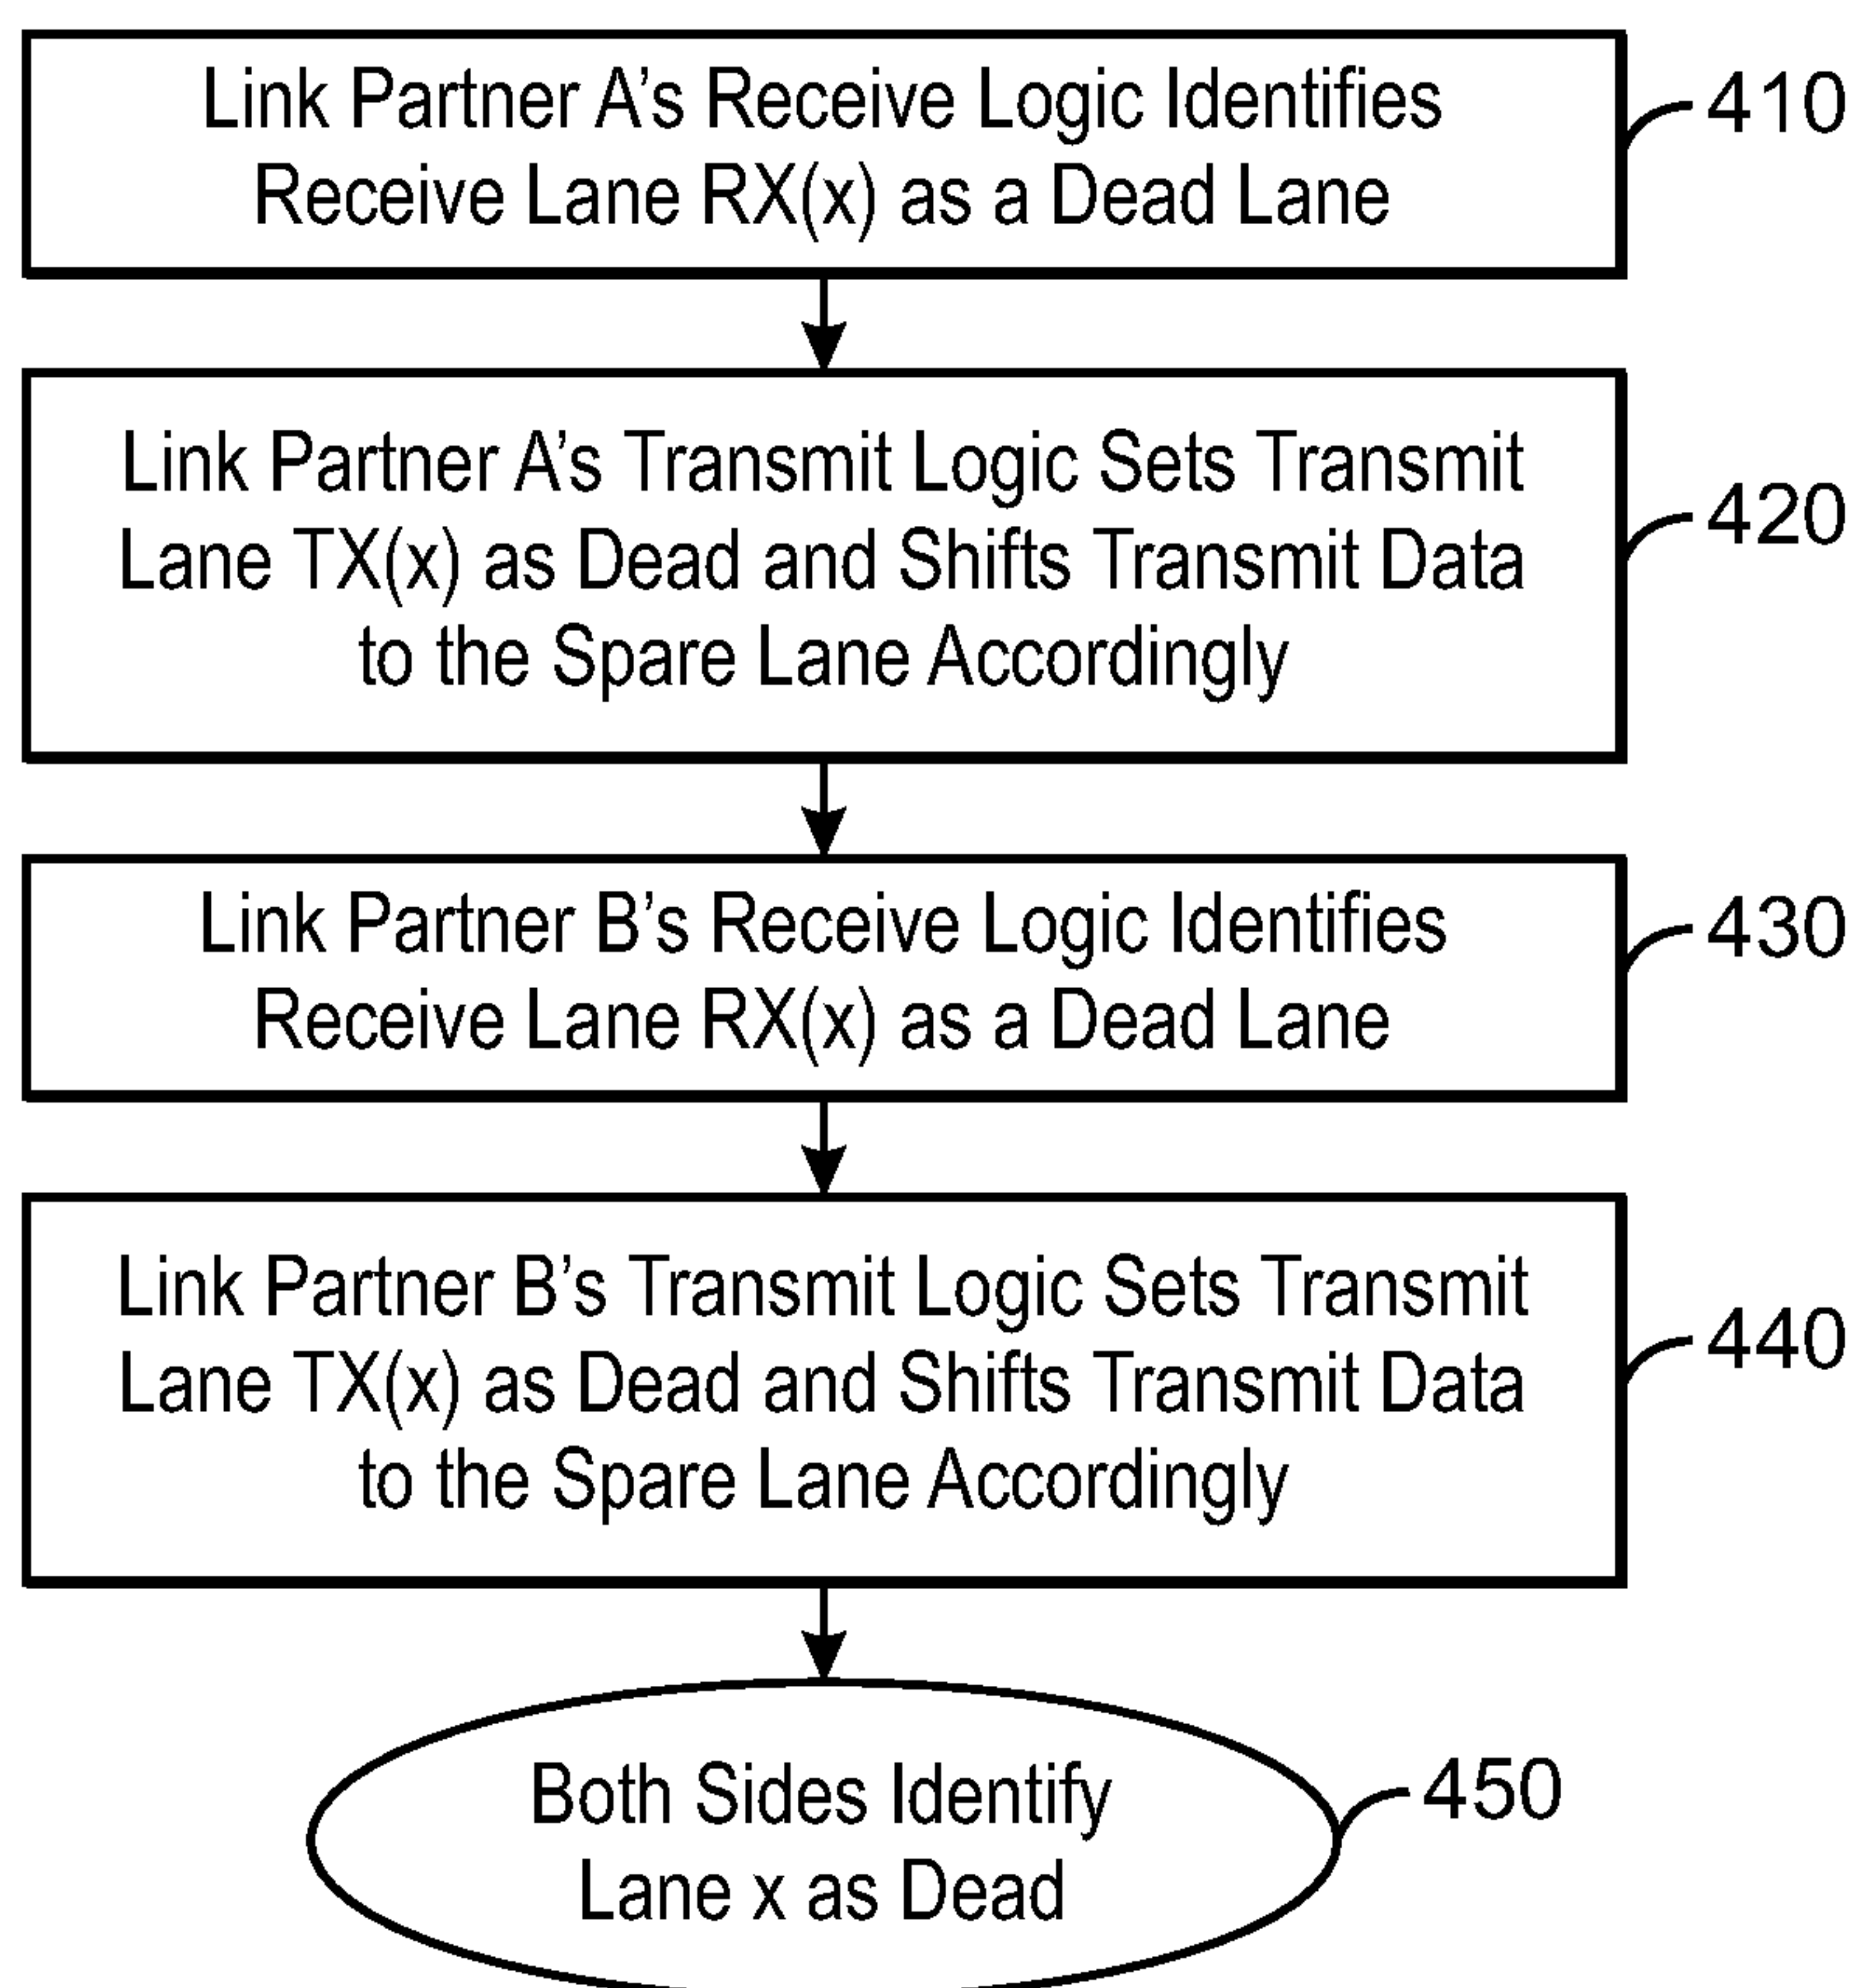 Link Partner A's Receive Logic Identifies
Receive Lane RX(x) as a Dead Lane
410
Link Partner A's Transmit Logic Sets Transmit
Lane TX(x) as Dead and Shifts Transmit Data
to the Spare Lane Accordingly
420
Link Partner B's Receive Logic Identifies
Receive Lane RX(x) as a Dead Lane
430
Link Partner B's Transmit Logic Sets Transmit
Lane TX(x) as Dead and Shifts Transmit Data
to the Spare Lane Accordingly
440
Both Sides Identify
Lane x as Dead
450